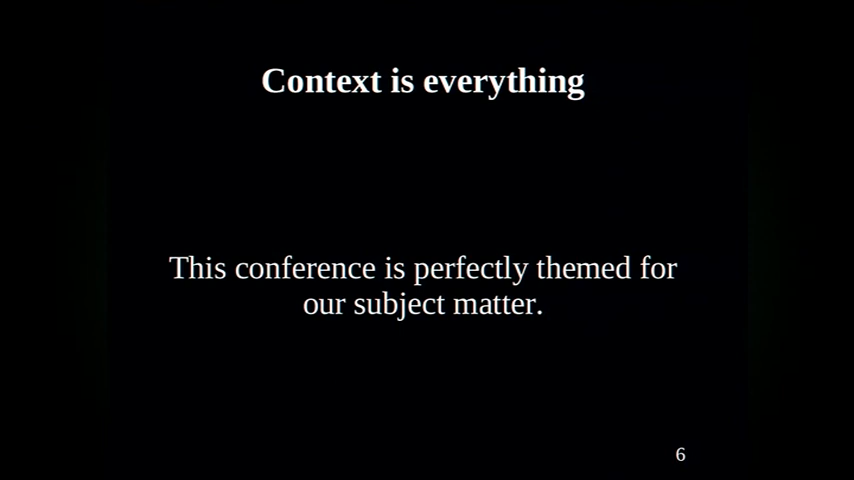 Context is everything
This conference is perfectly themed for
our subject matter.
6